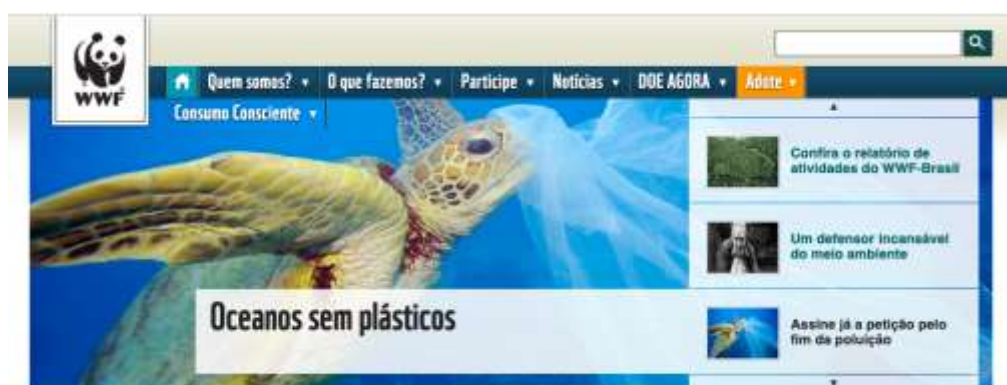 WWF
Quem somos?
O que fazemos?
Participe
Notícias
DOE AGORA
Adote
Consumo Consciente
Confira o relatório de
atividades do WWF-Brasil
Um defensor incansável
do meio ambiente
Oceanos sem plásticos
Assine já a petição pelo
fim da poluição